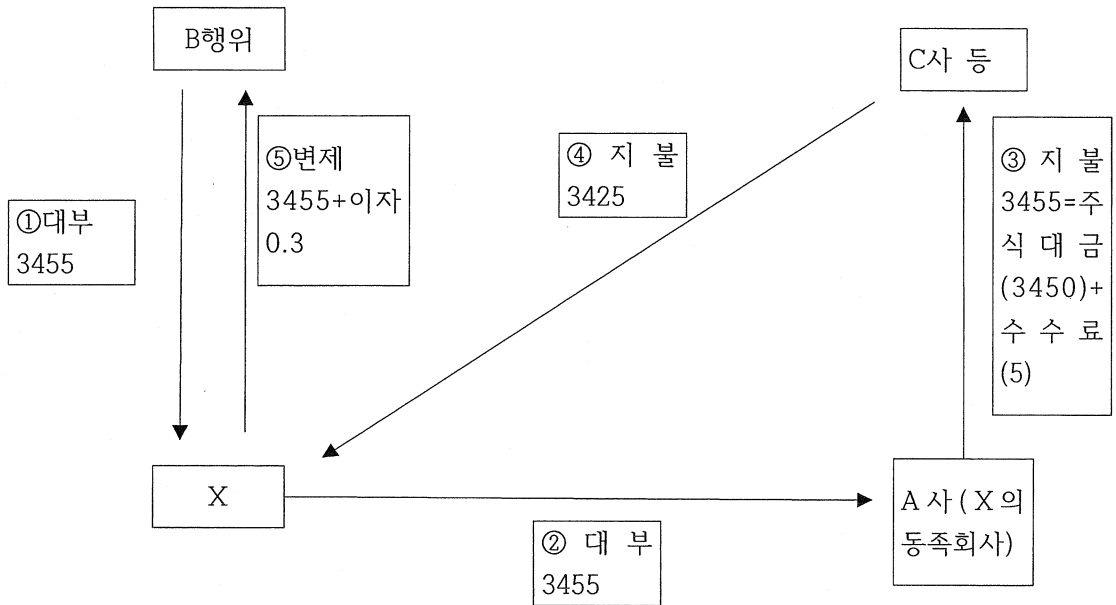 B행위
C사 등
①대부
3455
⑤변제
3455+이자
0.3
④ 지 불
3425
③ 지 불
3455=주
식 대 금
(3450)+
수 수 료
(5)
X
② 대 부
3455
A사(X의
동족회사)